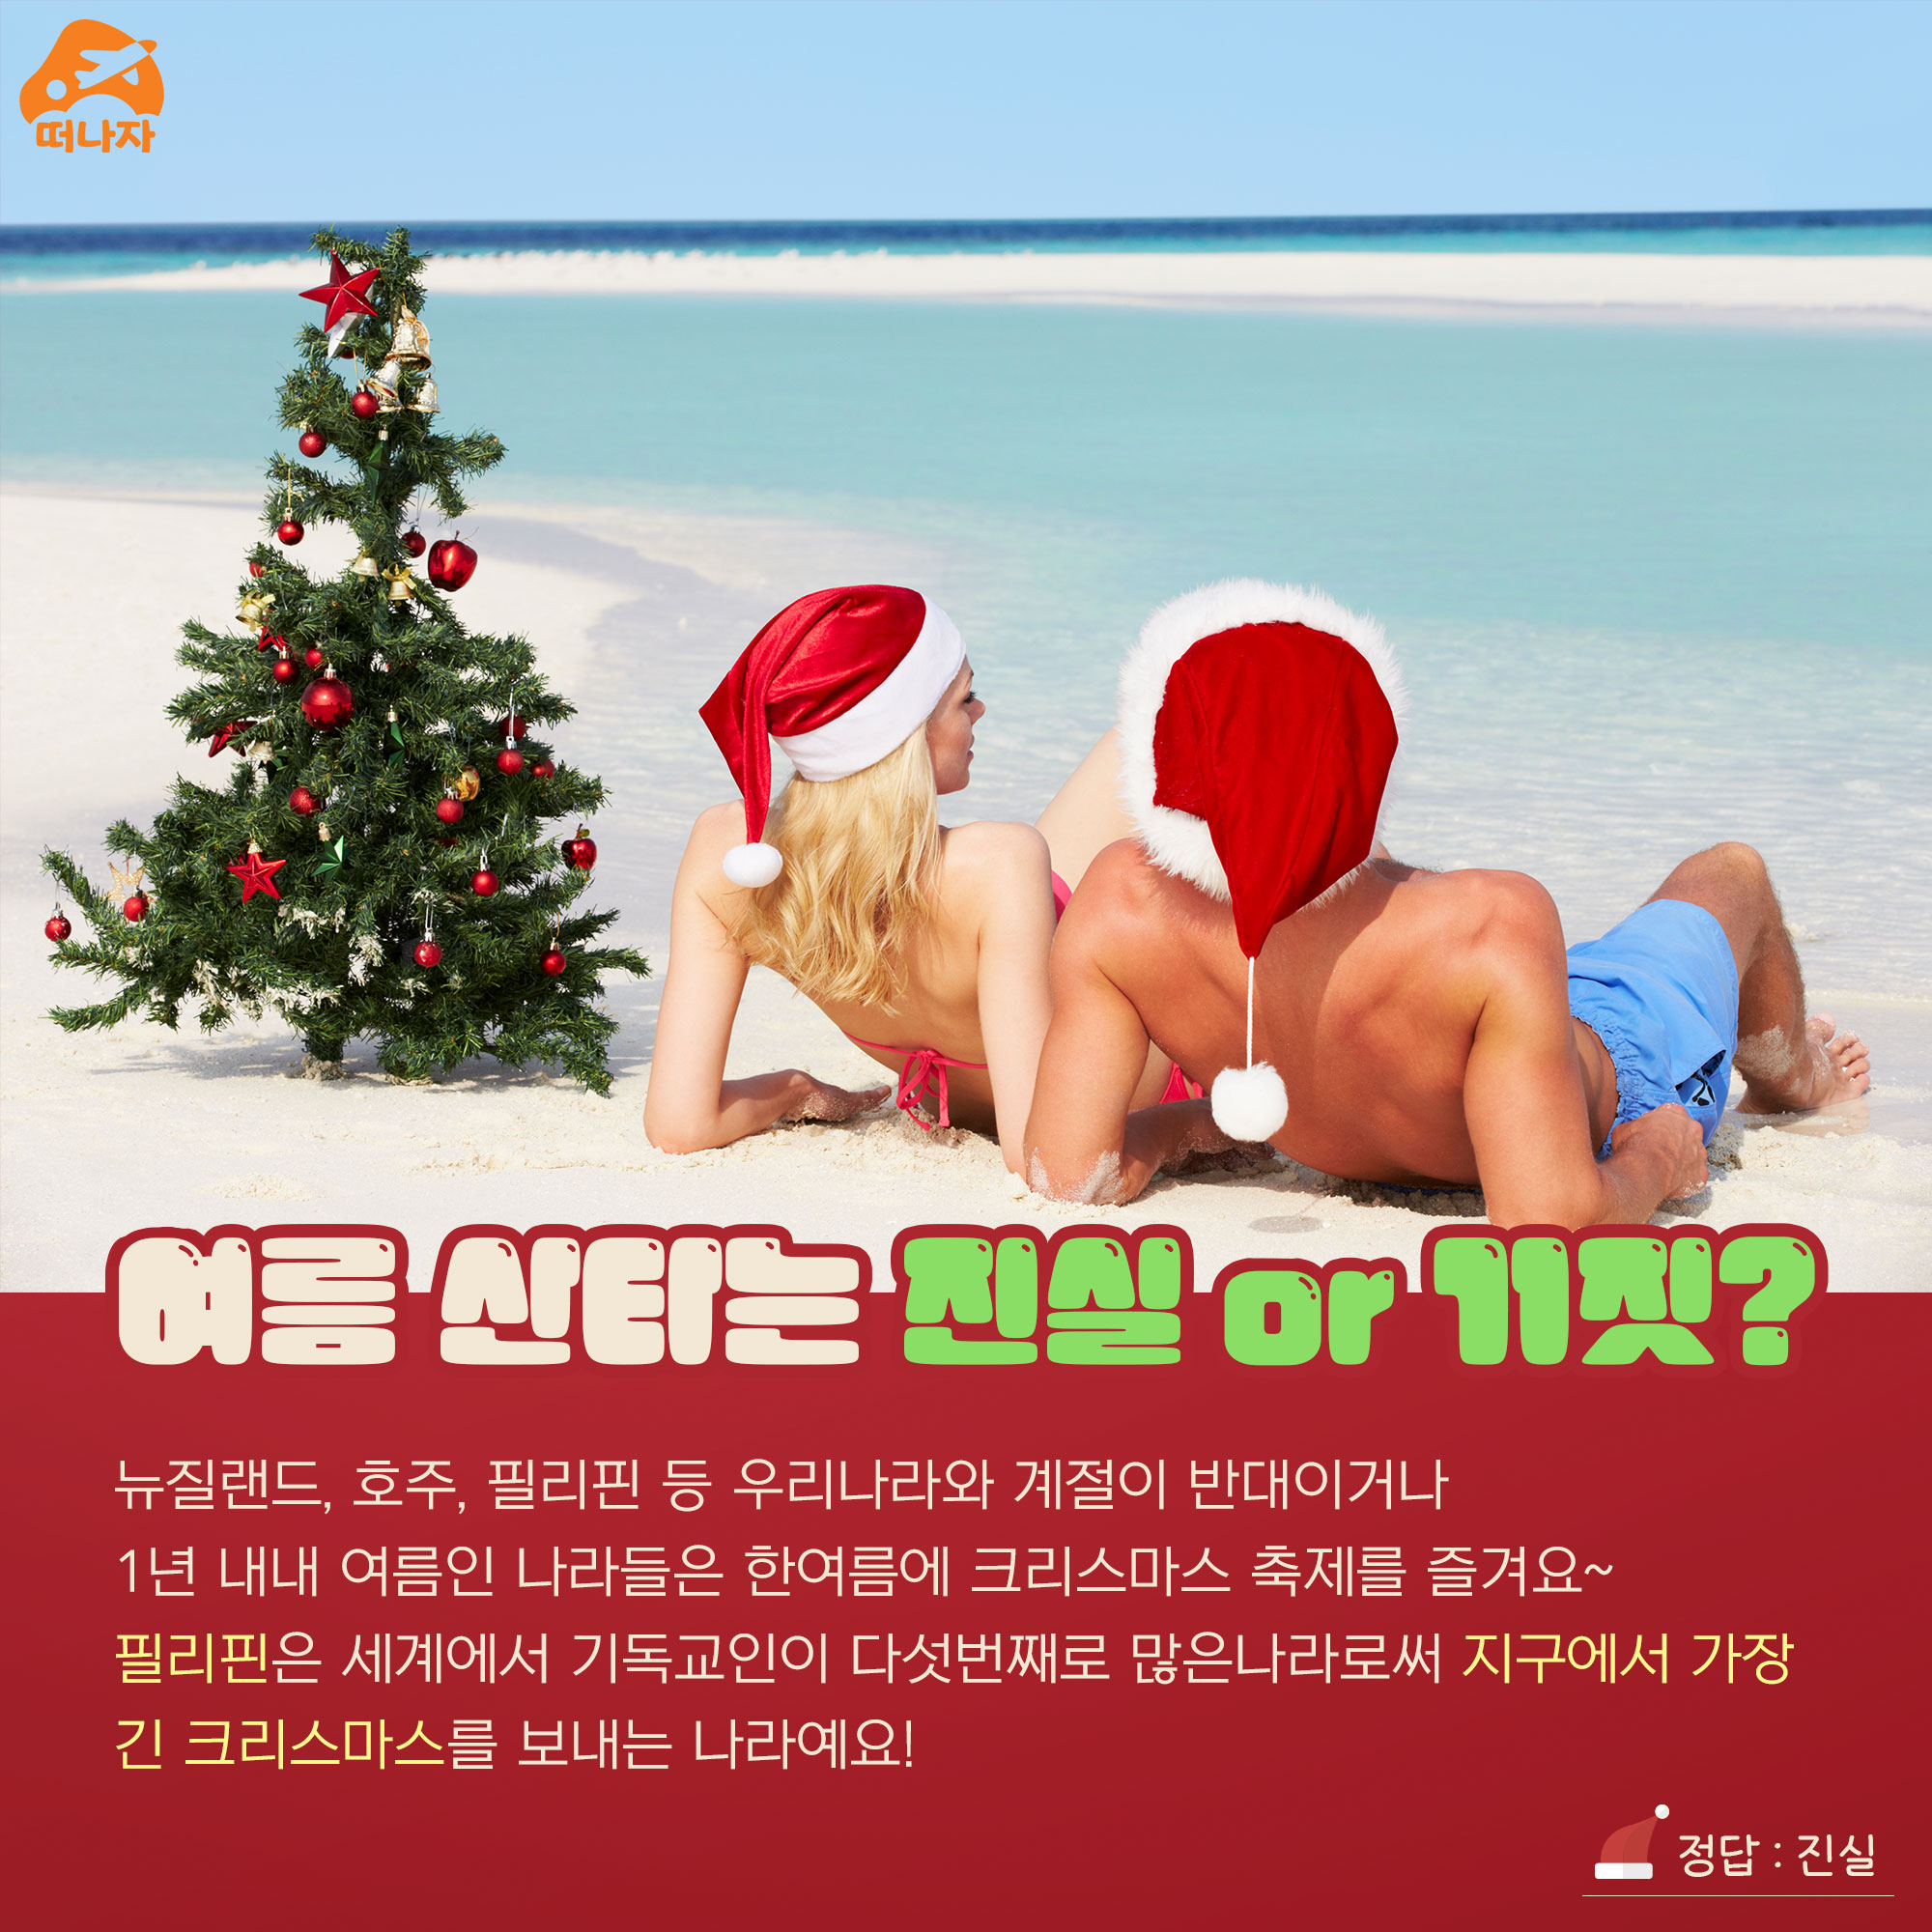 떠나자
여름 산타는 진실 or 기짓?
뉴질랜드, 호주, 필리핀 등 우리나라와 계절이 반대이거나
1년 내내 여름인 나라들은 한여름에 크리스마스 축제를 즐겨요~
필리핀은 세계에서 기독교인이 다섯번째로 많은나라로써 지구에서 가장
긴 크리스마스를 보내는 나라예요!
정답 : 진실